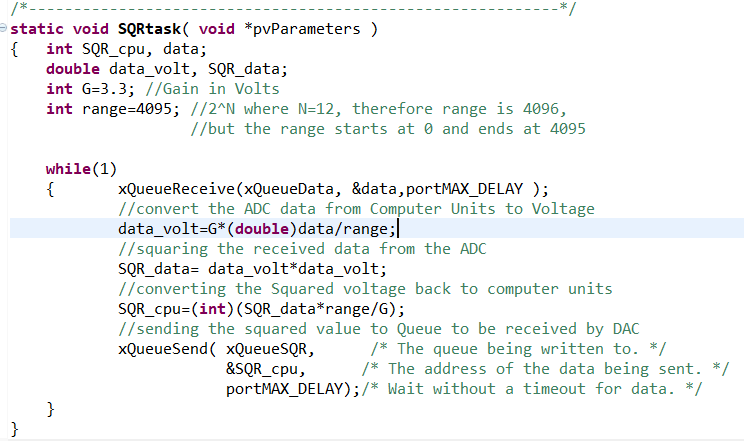 /*-----------------------------------------------------------*/
static void SQRtask( void *pvParameters )
{   int SQR_cpu, data;
    double data_volt, SQR_data;
    int G=3.3; //Gain in Volts
    int range=4095; //2^N where N=12, therefore range is 4096,
                    //but the range starts at 0 and ends at 4095

    while(1)
    {       xQueueReceive(xQueueData, &data,portMAX_DELAY );
            //convert the ADC data from Computer Units to Voltage
            data_volt=G*(double)data/range;
            //squaring the received data from the ADC
            SQR_data= data_volt*data_volt;
            //converting the Squared voltage back to computer units
            SQR_cpu=(int)(SQR_data*range/G);
            //sending the squared value to Queue to be received by DAC
            xQueueSend( xQueueSQR,      /* The queue being written to. */
                        &SQR_cpu,      /* The address of the data being sent. */
                        portMAX_DELAY);/* Wait without a timeout for data. */
    }
}